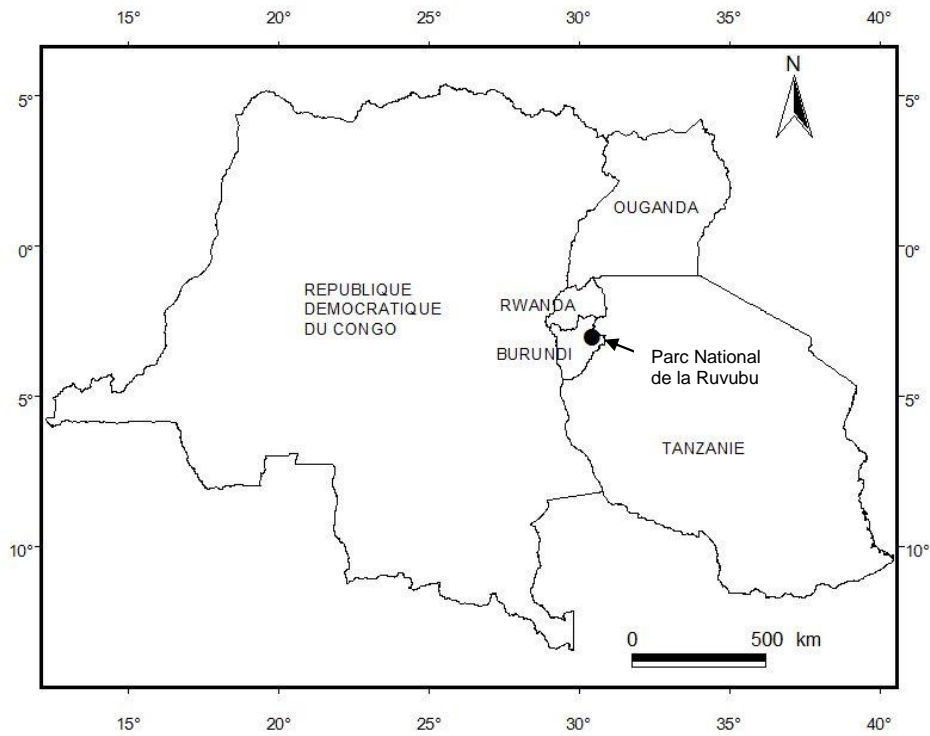 15° 20° 25° 30° 35° 40°
N
5° 5°
OUGANDA
0° 0°
REPUBLIQUE
DEMOCRATIQUE
DU CONGO
RWANDA
BURUNDI
Parc National
de la Ruvubu
5° 5°
TANZANIE
10° 10°
0 500 km
15° 20° 25° 30° 35° 40°